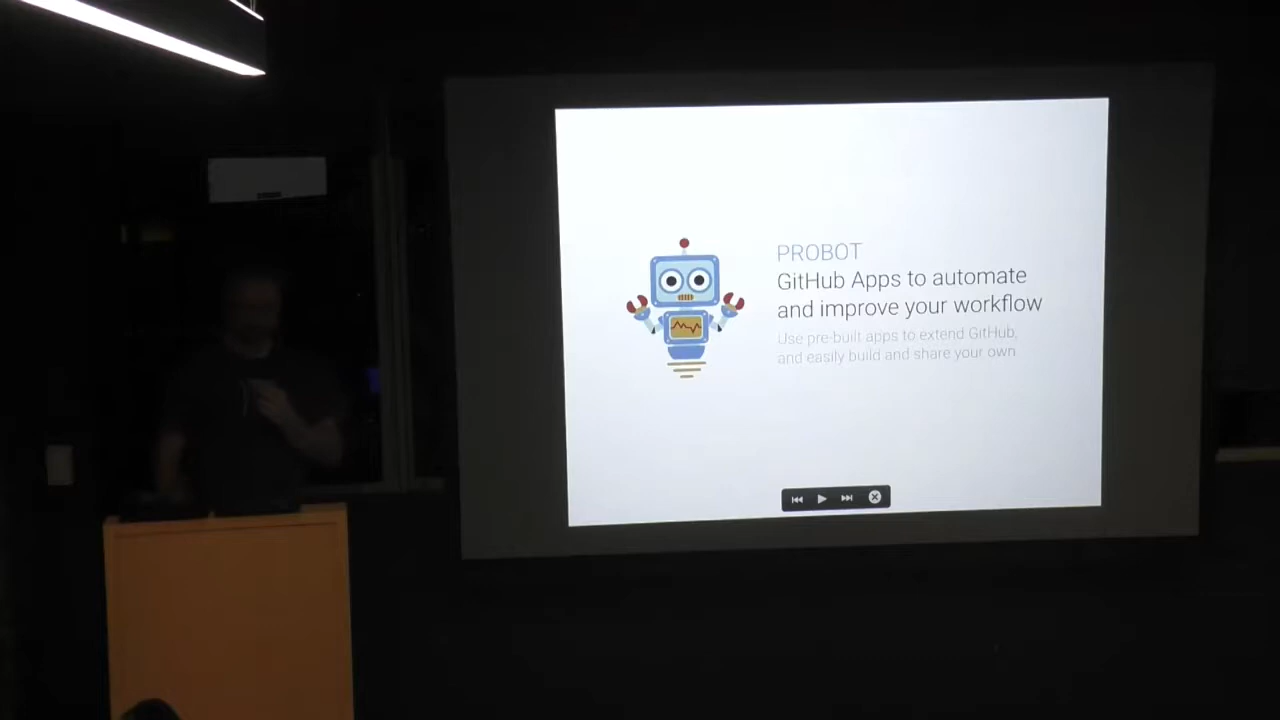 PROBOT
GitHub Apps to automate
and improve your workflow
Use pre-built apps to extend GitHub,
and easily build and share your own